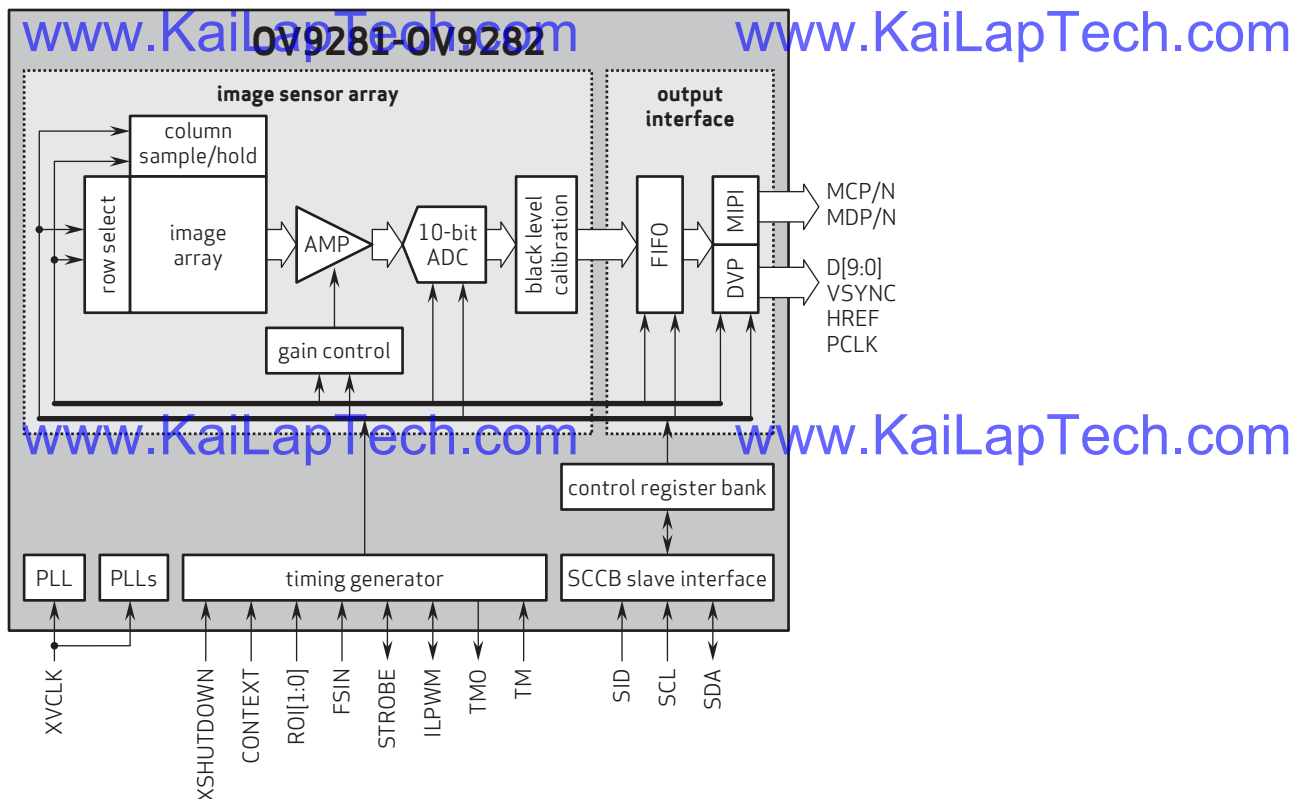 www.KaiLapTech.com
www.KaiLapTech.com
OV9281-OV9282
image sensor array
output
interface
column
sample/hold
row select
image
array
AMP
10-bit
ADC
black level
calibration
FIFO
MIPI
DVP
MCP/N
MDP/N
D[9:0]
VSYNC
HREF
PCLK
gain control
www.KaiLapTech.com
www.KaiLapTech.com
control register bank
PLL
PLLs
timing generator
SCCB slave interface
XVCLK
XSHUTDOWN
CONTEXT
ROI[1:0]
FSIN
STROBE
ILPWM
TMO
TM
SID
SCL
SDA